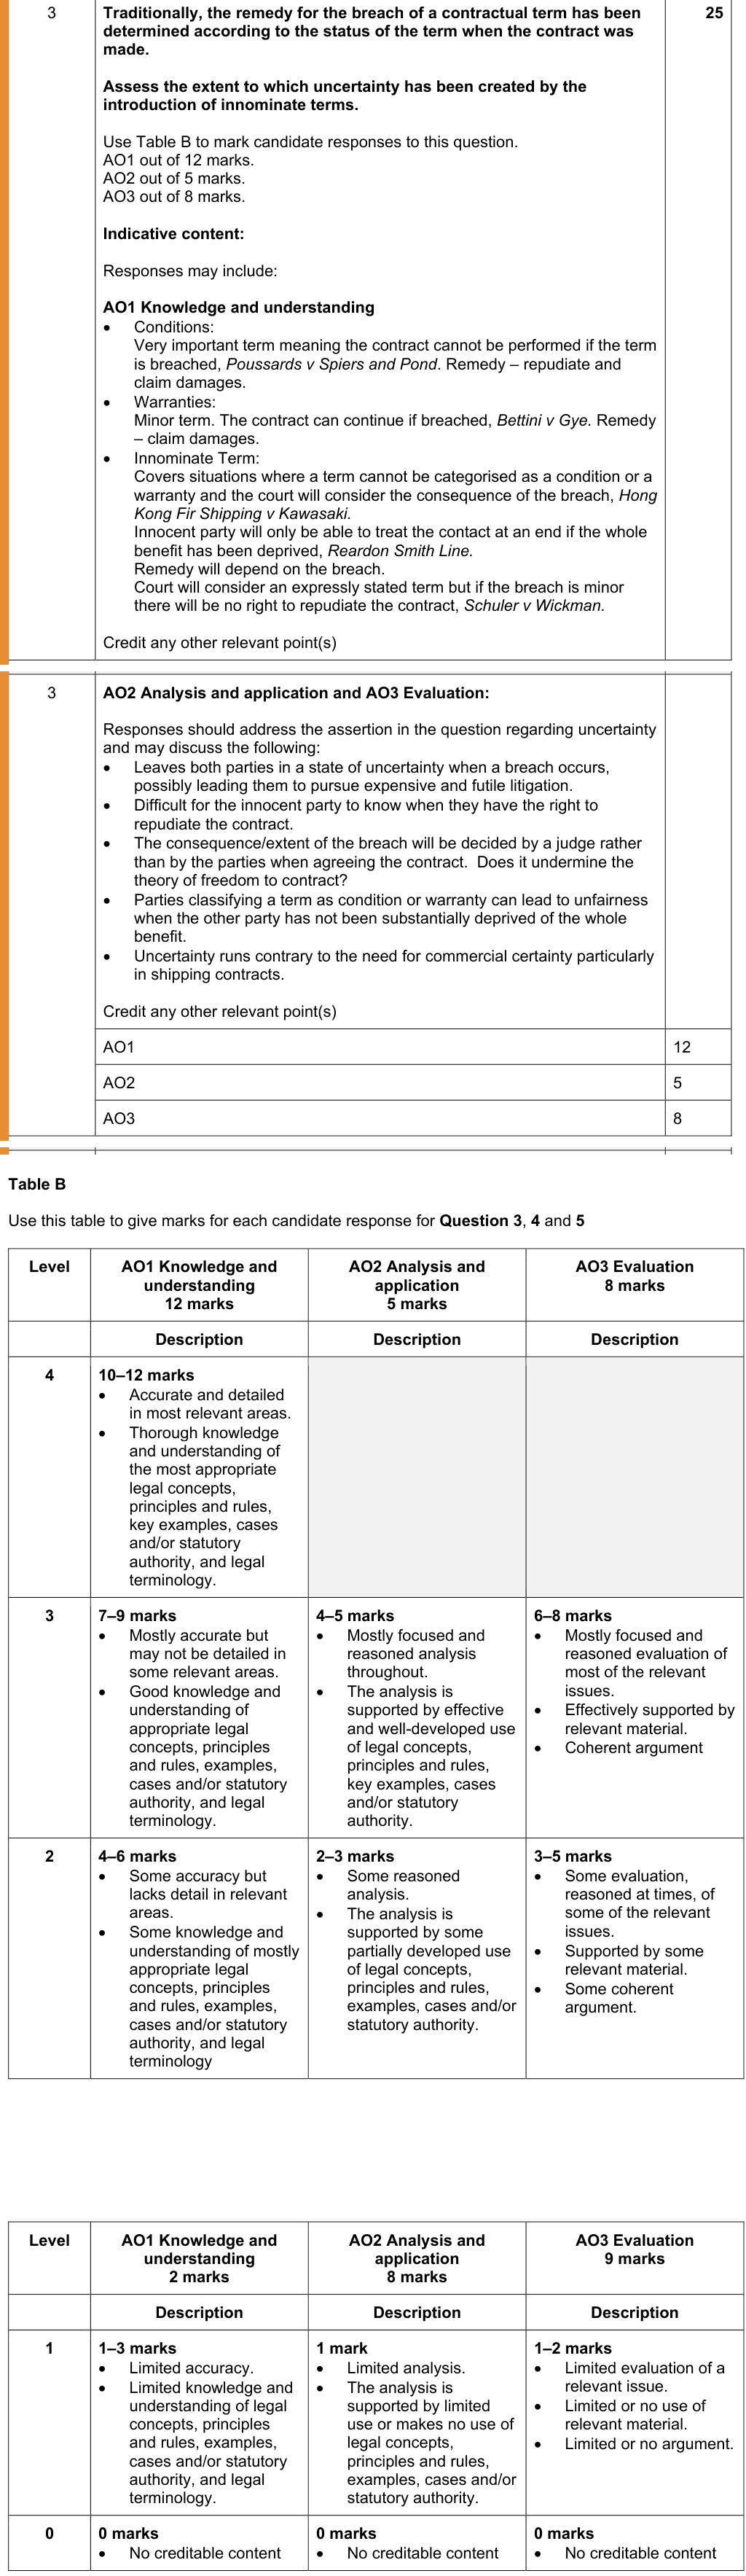 3
Traditionally, the remedy for the breach of a contractual term has been
determined according to the status of the term when the contract was
made.
25
Assess the extent to which uncertainty has been created by the
introduction of innominate terms.
Use Table B to mark candidate responses to this question.
AO1 out of 12 marks.
AO2 out of 5 marks.
AO3 out of 8 marks.
Indicative content:
Responses may include:
AO1 Knowledge and understanding
• Conditions:
Very important term meaning the contract cannot be performed if the term
is breached, Poussards v Spiers and Pond. Remedy – repudiate and
claim damages.
• Warranties:
Minor term. The contract can continue if breached, Bettini v Gye. Remedy
– claim damages.
• Innominate Term:
Covers situations where a term cannot be categorised as a condition or a
warranty and the court will consider the consequence of the breach, Hong
Kong Fir Shipping v Kawasaki.
Innocent party will only be able to treat the contact at an end if the whole
benefit has been deprived, Reardon Smith Line.
Remedy will depend on the breach.
Court will consider an expressly stated term but if the breach is minor
there will be no right to repudiate the contract, Schuler v Wickman.
Credit any other relevant point(s)
3
AO2 Analysis and application and AO3 Evaluation:
Responses should address the assertion in the question regarding uncertainty
and may discuss the following:
• Leaves both parties in a state of uncertainty when a breach occurs,
possibly leading them to pursue expensive and futile litigation.
• Difficult for the innocent party to know when they have the right to
repudiate the contract.
• The consequence/extent of the breach will be decided by a judge rather
than by the parties when agreeing the contract. Does it undermine the
theory of freedom to contract?
• Parties classifying a term as condition or warranty can lead to unfairness
when the other party has not been substantially deprived of the whole
benefit.
• Uncertainty runs contrary to the need for commercial certainty particularly
in shipping contracts.
Credit any other relevant point(s)
AO1 12
AO2 5
AO3 8
Table B
Use this table to give marks for each candidate response for Question 3, 4 and 5
Level
AO1 Knowledge and
understanding
12 marks
AO2 Analysis and
application
5 marks
AO3 Evaluation
8 marks
Description
Description
Description
4
10–12 marks
• Accurate and detailed
in most relevant areas.
• Thorough knowledge
and understanding of
the most appropriate
legal concepts,
principles and rules,
key examples, cases
and/or statutory
authority, and legal
terminology.
3
7–9 marks
• Mostly accurate but
may not be detailed in
some relevant areas.
• Good knowledge and
understanding of
appropriate legal
concepts, principles
and rules, examples,
cases and/or statutory
authority, and legal
terminology.
4–5 marks
• Mostly focused and
reasoned analysis
throughout.
• The analysis is
supported by effective
and well-developed use
of legal concepts,
principles and rules,
key examples, cases
and/or statutory
authority.
6–8 marks
• Mostly focused and
reasoned evaluation of
most of the relevant
issues.
• Effectively supported by
relevant material.
• Coherent argument
2
4–6 marks
• Some accuracy but
lacks detail in relevant
areas.
• Some knowledge and
understanding of mostly
appropriate legal
concepts, principles
and rules, examples,
cases and/or statutory
authority, and legal
terminology
2–3 marks
• Some reasoned
analysis.
• The analysis is
supported by some
partially developed use
of legal concepts,
principles and rules,
examples, cases and/or
statutory authority.
3–5 marks
• Some evaluation,
reasoned at times, of
some of the relevant
issues.
• Supported by some
relevant material.
• Some coherent
argument.
Level
AO1 Knowledge and
understanding
2 marks
AO2 Analysis and
application
8 marks
AO3 Evaluation
9 marks
Description
Description
Description
1
1–3 marks
• Limited accuracy.
• Limited knowledge and
understanding of legal
concepts, principles
and rules, examples,
cases and/or statutory
authority, and legal
terminology.
1 mark
• Limited analysis.
• The analysis is
supported by limited
use or makes no use of
legal concepts,
principles and rules,
examples, cases and/or
statutory authority.
1–2 marks
• Limited evaluation of a
relevant issue.
• Limited or no use of
relevant material.
• Limited or no argument.
0
0 marks
• No creditable content
0 marks
• No creditable content
0 marks
• No creditable content